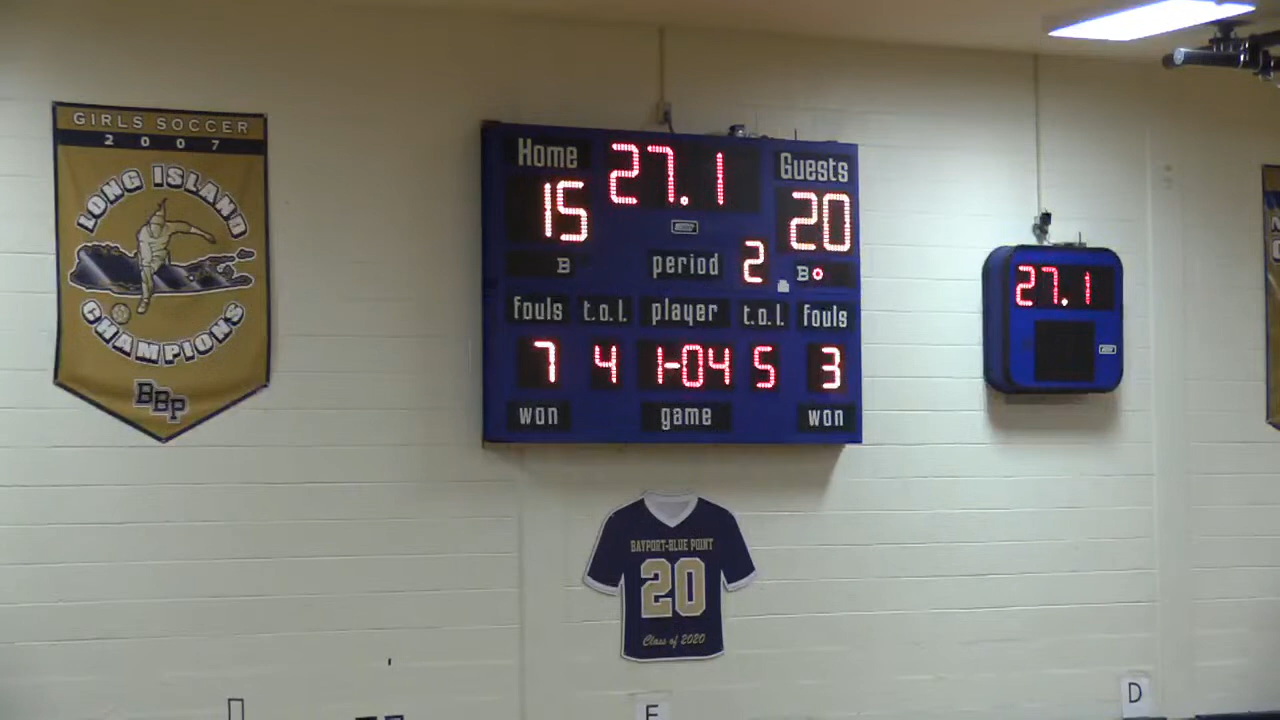 GIRLS SOCCER
2007
LONG ISLAND
CHAMPIONS
BBP
Home
27.1
Guests
15
20
B
period
2
B
fouls
t.o.l.
player
t.o.l.
fouls
7
4
1-04
5
3
won
game
won
27.1
BAYPORT-BLUE POINT
20
Class of 2020
D